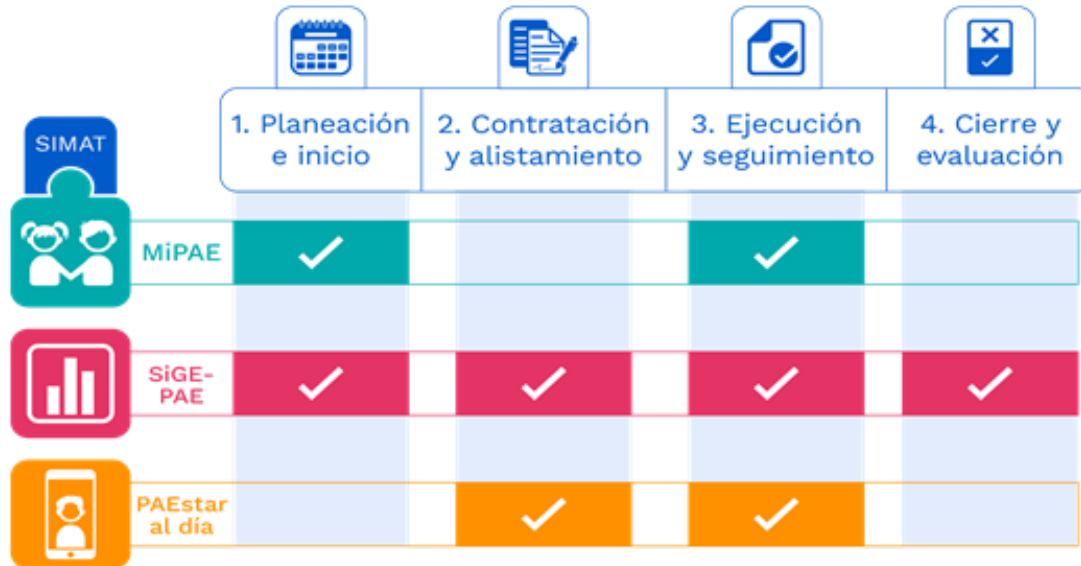 1. Planeación
e inicio
2. Contratación
y alistamiento
3. Ejecución
y seguimiento
4. Cierre y
evaluación
SIMAT
MiPAE
SiGE-
PAE
PAEstar
al día